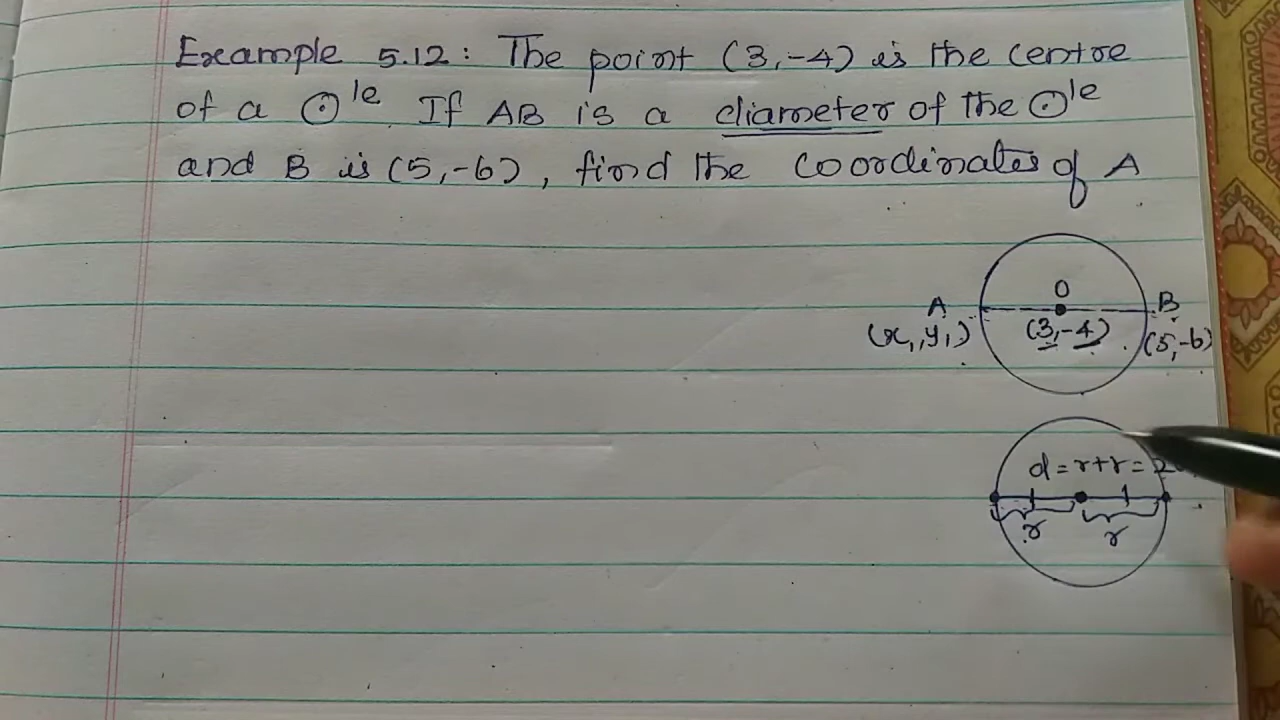 Example 5.12: The point (3,-4) is the centre
of a ⊙le If AB is a diameter of the ⊙le
and B is (5,-6), find the coordinates of A
O
A B
(x₁,y₁) (3,-4) (5,-6)
d=r+r=2
r r